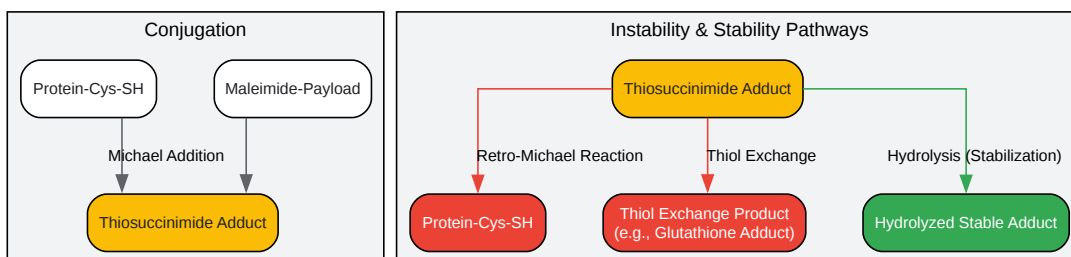 Conjugation
Protein-Cys-SH
Maleimide-Payload
Michael Addition
Thiosuccinimide Adduct
Instability & Stability Pathways
Thiosuccinimide Adduct
Retro-Michael Reaction
Thiol Exchange
Hydrolysis (Stabilization)
Protein-Cys-SH
Thiol Exchange Product
(e.g., Glutathione Adduct)
Hydrolyzed Stable Adduct